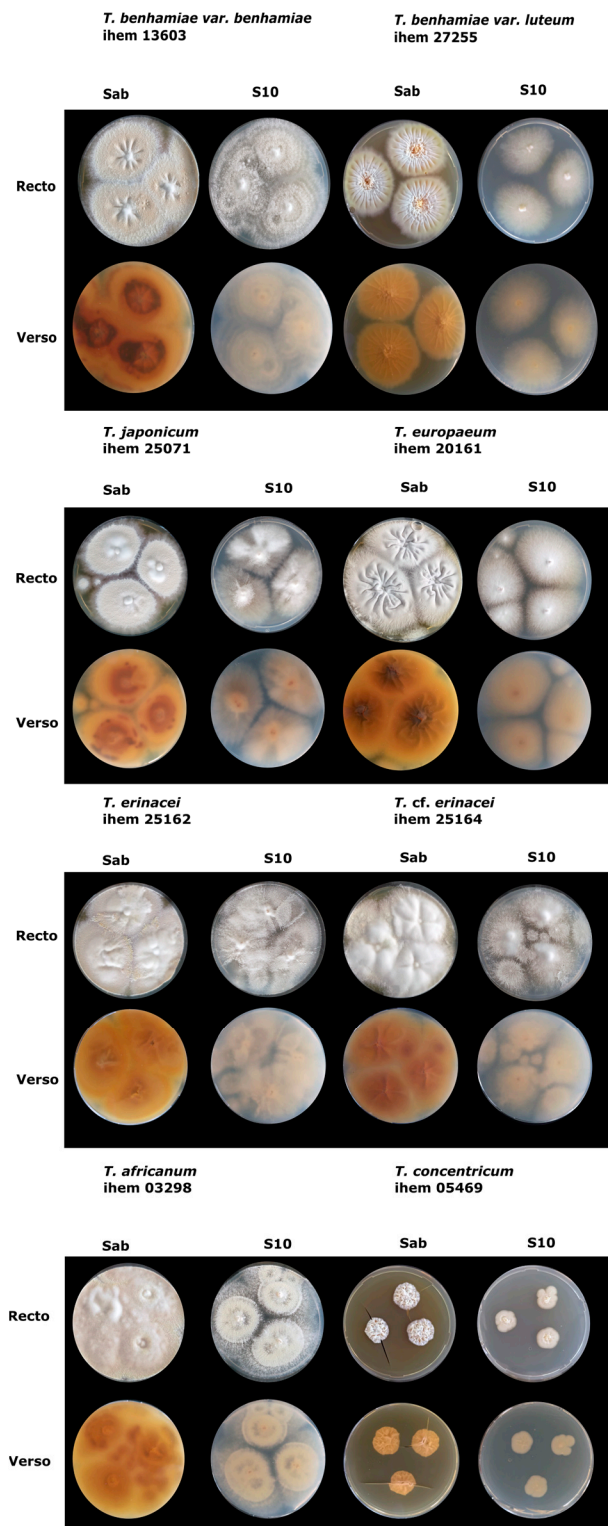 T. benhamiae var. benhamiae
ihem 13603
T. benhamiae var. luteum
ihem 27255
Sab
S10
Sab
S10
Recto
Verso
T. japonicum
ihem 25071
T. europaeum
ihem 20161
Sab
S10
Sab
S10
Recto
Verso
T. erinacei
ihem 25162
T. cf. erinacei
ihem 25164
Sab
S10
Sab
S10
Recto
Verso
T. africanum
ihem 03298
T. concentricum
ihem 05469
Sab
S10
Sab
S10
Recto
Verso